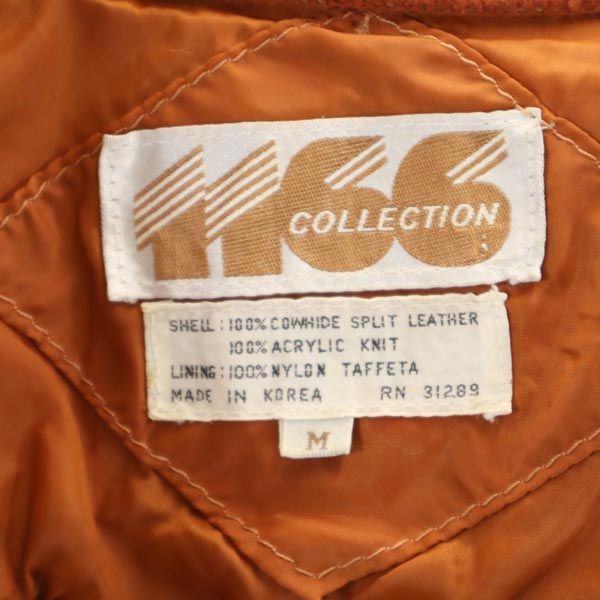 1166
COLLECTION
SHELL: 100% COWHIDE SPLIT LEATHER
100% ACRYLIC KNIT
LINING: 100% NYLON TAFFETA
MADE IN KOREA RN 31289
M